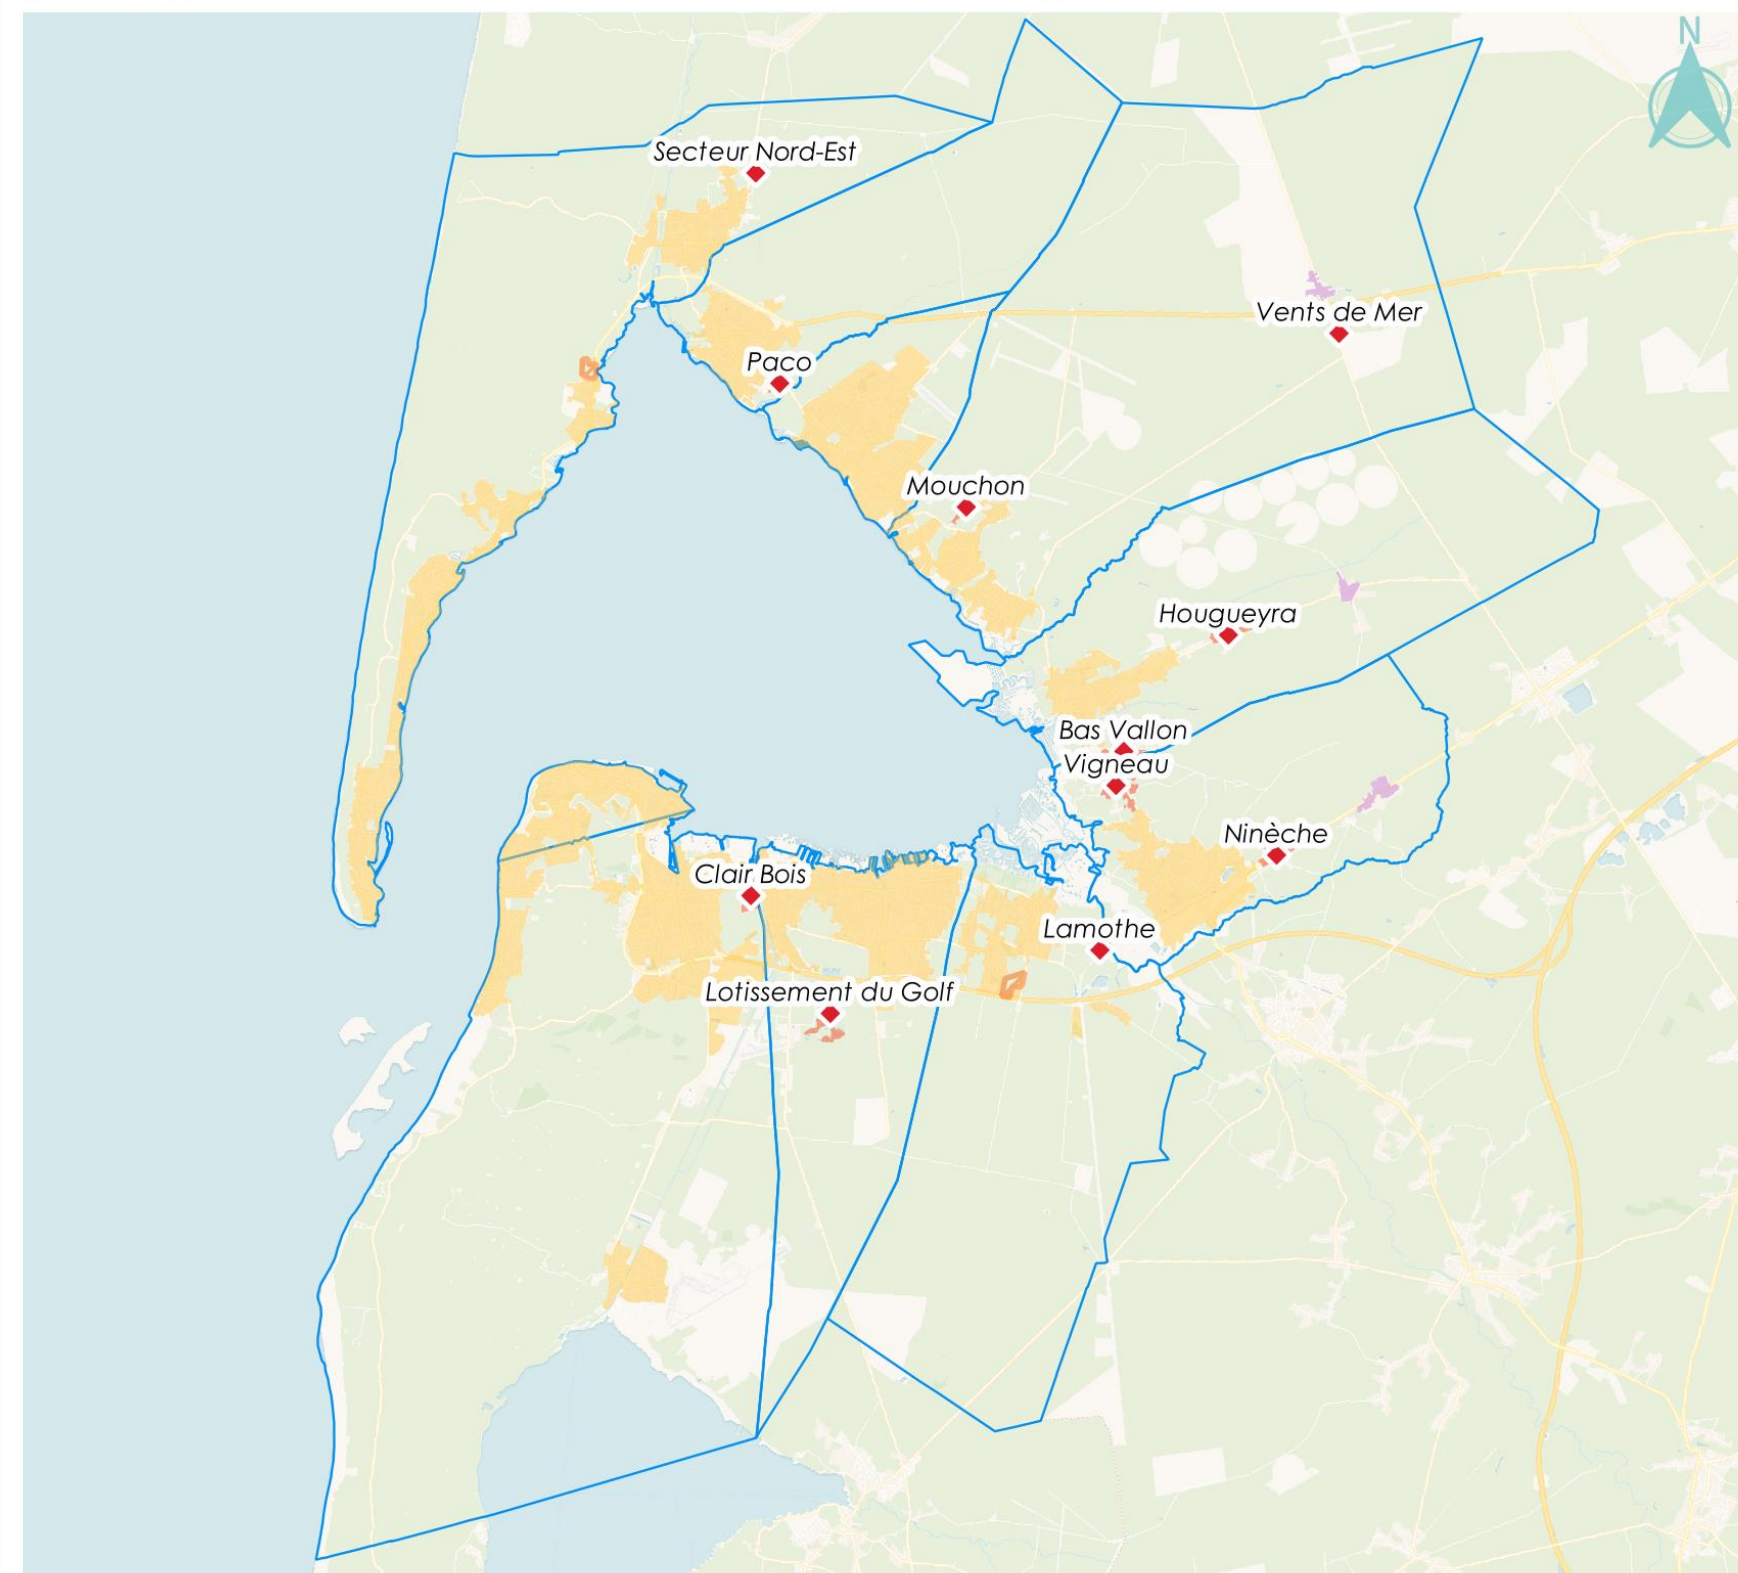 N
Secteur Nord-Est
Vents de Mer
Paco
Mouchon
Hougueyra
Bas Vallon
Vigneau
Ninèche
Clair Bois
Lamothe
Lotissement du Golf